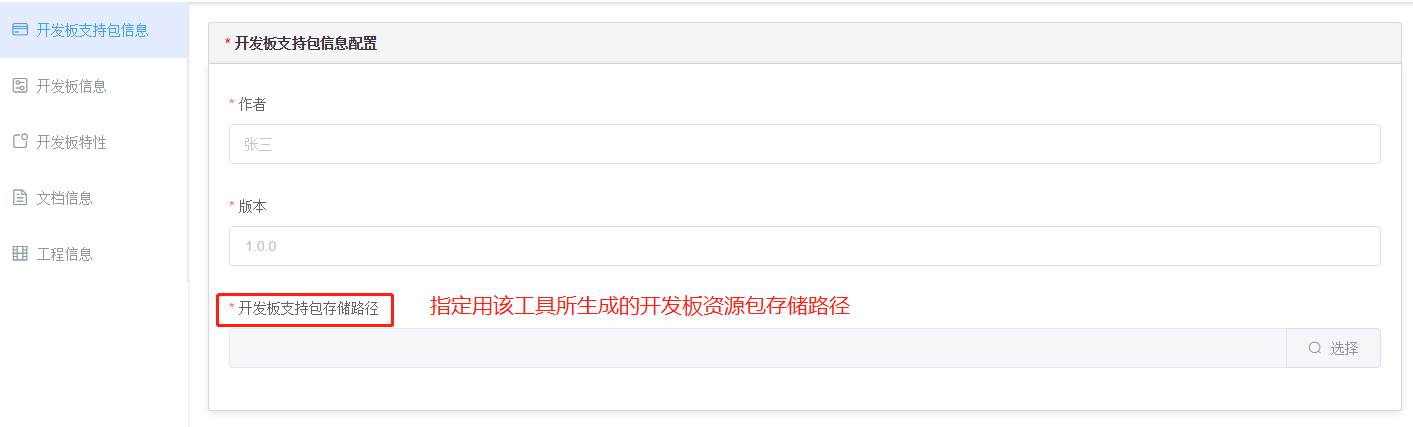 开发板支持包信息
开发板信息
开发板特性
文档信息
工程信息
* 开发板支持包信息配置
* 作者
张三
* 版本
1.0.0
* 开发板支持包存储路径
指定用该工具所生成的开发板资源包存储路径
选择